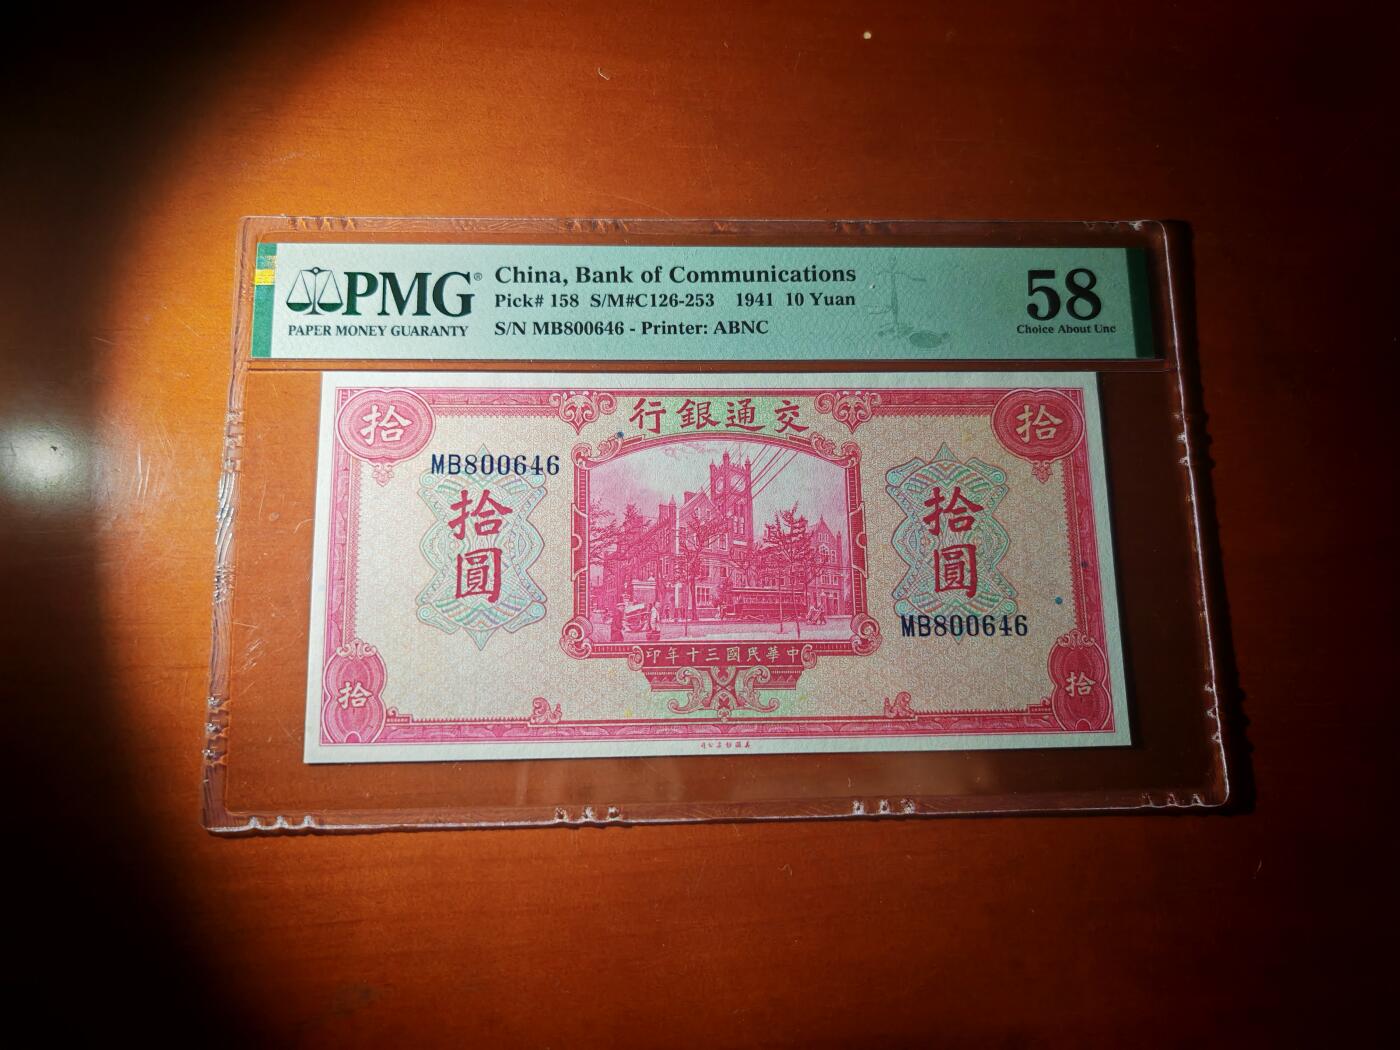 PMG®
PAPER MONEY GUARANTY
China, Bank of Communications
Pick# 158 S/M#C126-253 1941 10 Yuan
S/N MB800646 - Printer: ABNC
58
Choice About Unc
行銀通交
拾
拾
MB800646
拾圓
拾圓
MB800646
印年十三國民華中
拾
拾